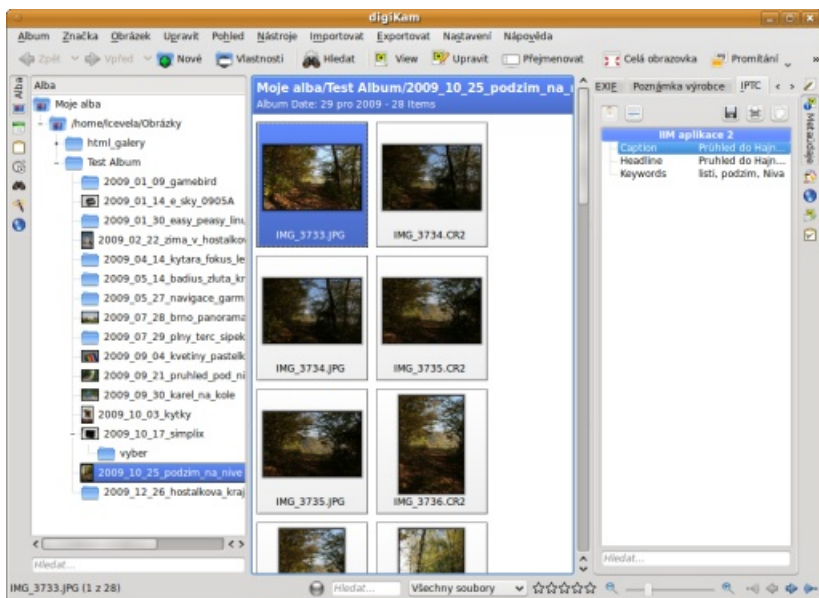 digiKam
Album Značka Obrázek Upravit Pohled Nástroje Importovat Exportovat Nastavení Nápověda
Zpět Vpřed Nové Vlastnosti Hledat View Upravit Přejmenovat Celá obrazovka Promítání »
Alba
Alba
Moje alba
/home/lcevela/Obrázky
html_galery
Test Album
2009_01_09_gamebird
2009_01_14_e_sky_0905A
2009_01_30_easy_peasy_linu
2009_02_22_zima_v_hostalkov
2009_04_14_kytara_fokus_le
2009_05_14_badius_zluta_kr
2009_05_27_navigace_garm
2009_07_28_brno_panorama
2009_07_29_plny_terc_sipek
2009_09_04_kvetiny_pastelk
2009_09_21_pruhled_pod_ni
2009_09_30_karel_na_kole
2009_10_03_kytky
2009_10_17_simplix
vyber
2009_10_25_podzim_na_nive
2009_12_26_hostalkova_kraj
Hledat...
Moje alba/Test Album/2009_10_25_podzim_na_
Album Date: 29 pro 2009 - 28 Items
IMG_3733.JPG
IMG_3734.CR2
IMG_3734.JPG
IMG_3735.CR2
IMG_3735.JPG
IMG_3736.CR2
EXIF Poznámka výrobce IPTC
IIM aplikace 2
Caption Průhled do Hajn...
Headline Pruhled do Hajn...
Keywords listi, podzim, Niva
Hledat...
Metaúdaje
IMG_3733.JPG (1 z 28)
Hledat...
Všechny soubory